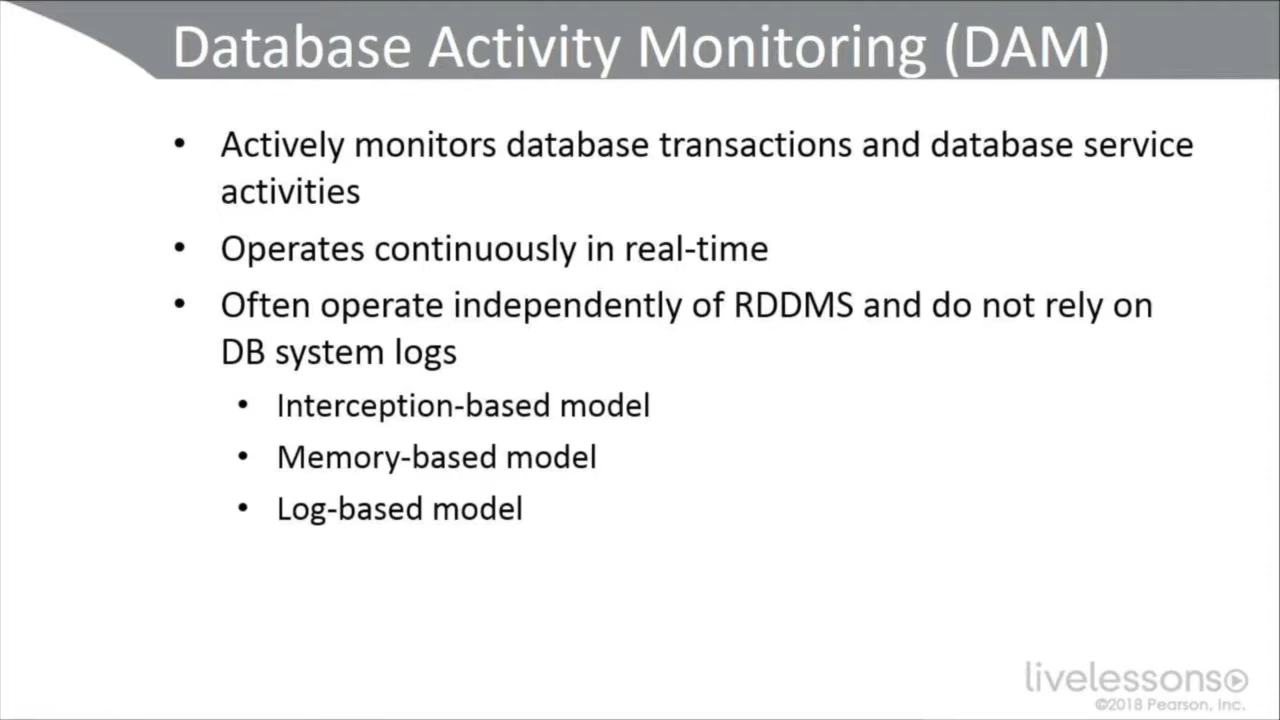 Database Activity Monitoring (DAM)
• Actively monitors database transactions and database service
activities
• Operates continuously in real-time
• Often operate independently of RDDMS and do not rely on
DB system logs
• Interception-based model
• Memory-based model
• Log-based model
livelessons
©2018 Pearson, Inc.